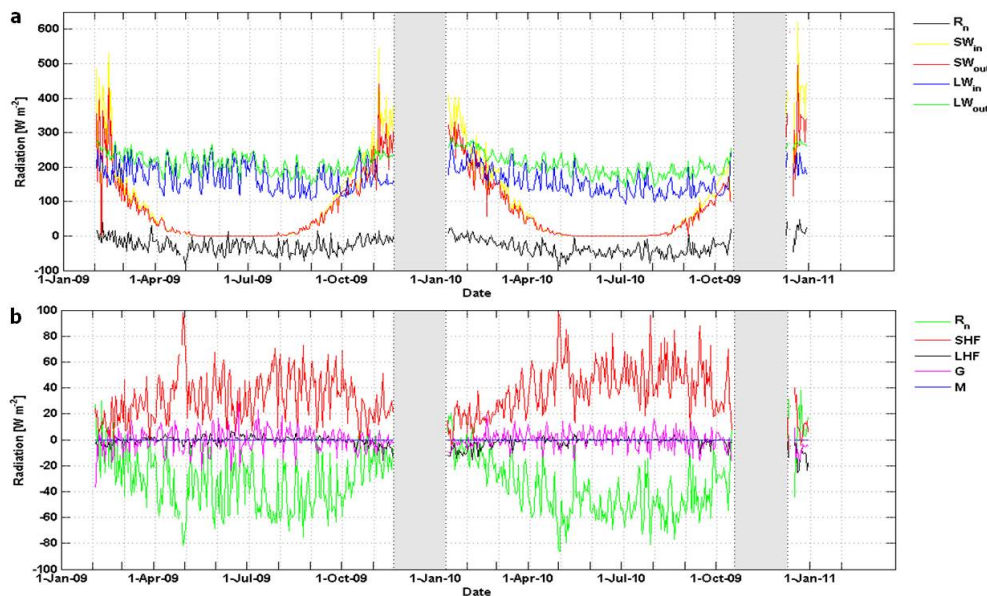 a
600
500
400
300
200
100
0
-100
Radiation [W m⁻²]
1-Jan-09
1-Apr-09
1-Jul-09
1-Oct-09
1-Jan-10
1-Apr-10
1-Jul-10
1-Oct-09
1-Jan-11
Date
Rn
SWin
SWout
LWin
LWout
b
100
80
60
40
20
0
-20
-40
-60
-80
-100
Radiation [W m⁻²]
1-Jan-09
1-Apr-09
1-Jul-09
1-Oct-09
1-Jan-10
1-Apr-10
1-Jul-10
1-Oct-09
1-Jan-11
Date
Rn
SHF
LHF
G
M